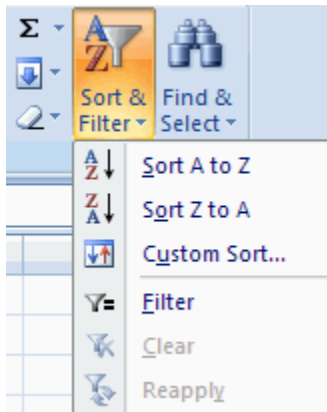 Σ
Sort & Filter
Find & Select
Sort A to Z
Sort Z to A
Custom Sort...
Filter
Clear
Reapply